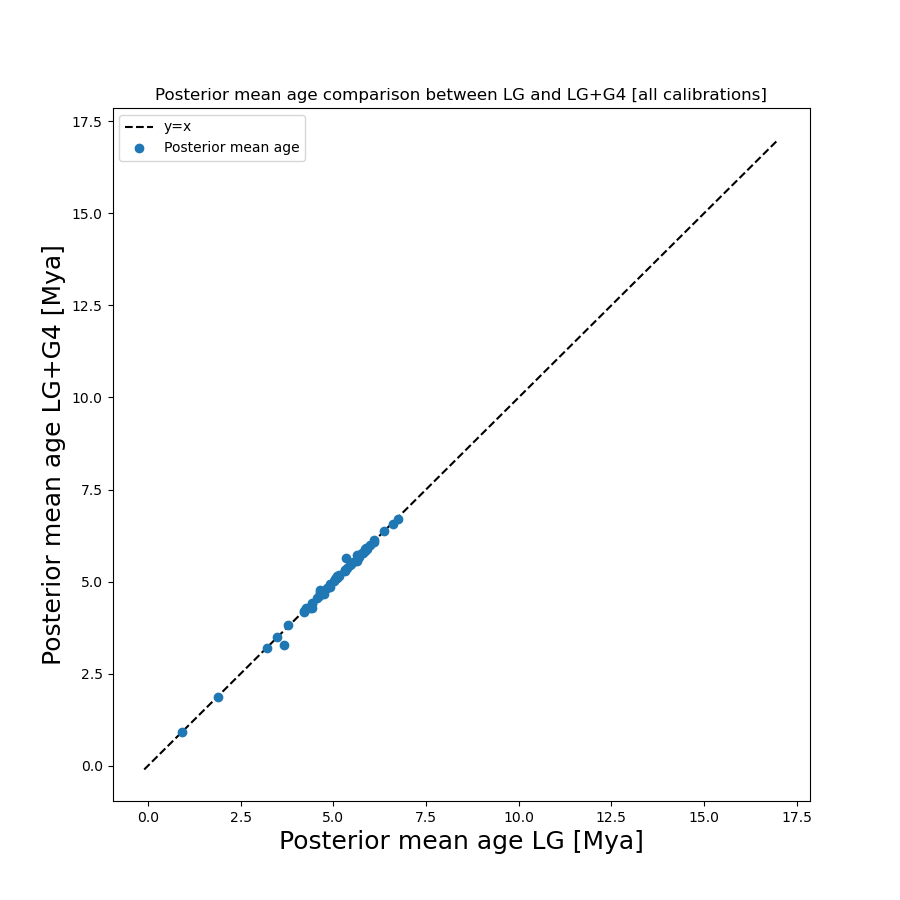 Posterior mean age comparison between LG and LG+G4 [all calibrations]
y=x
Posterior mean age
17.5
15.0
12.5
10.0
7.5
5.0
2.5
0.0
Posterior mean age LG+G4 [Mya]
0.0 2.5 5.0 7.5 10.0 12.5 15.0 17.5
Posterior mean age LG [Mya]